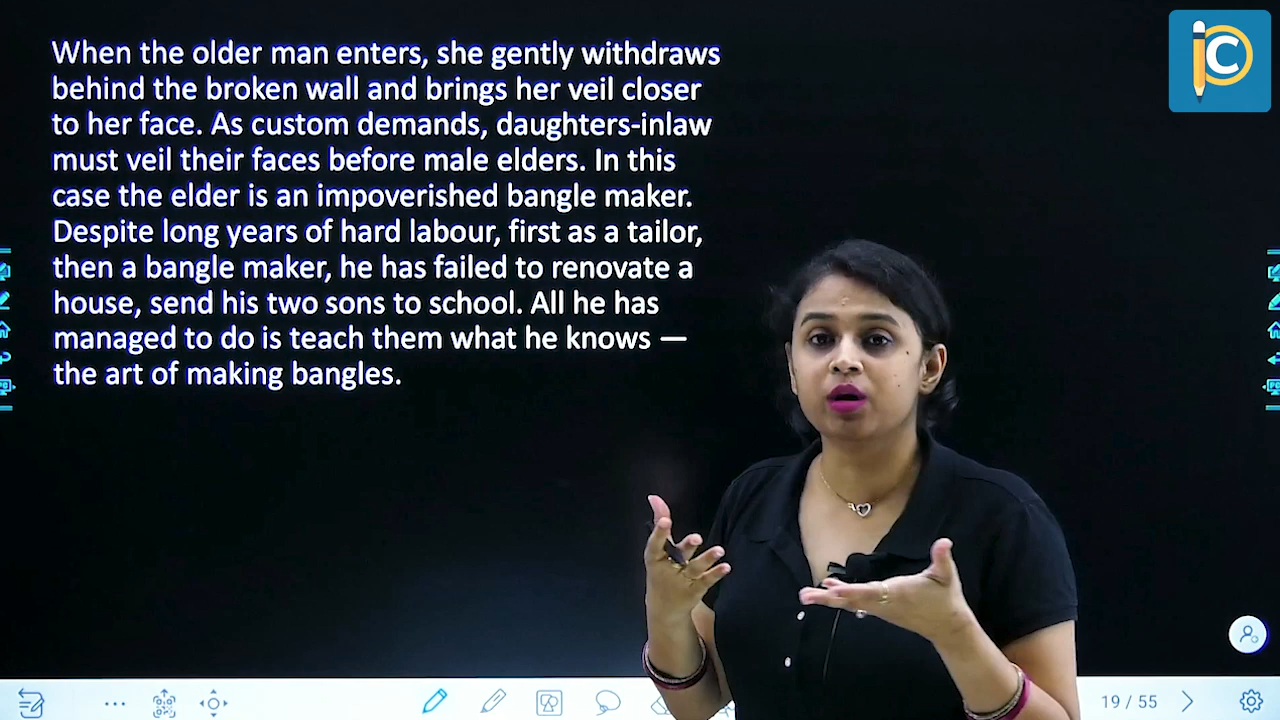 When the older man enters, she gently withdraws
behind the broken wall and brings her veil closer
to her face. As custom demands, daughters-inlaw
must veil their faces before male elders. In this
case the elder is an impoverished bangle maker.
Despite long years of hard labour, first as a tailor,
then a bangle maker, he has failed to renovate a
house, send his two sons to school. All he has
managed to do is teach them what he knows —
the art of making bangles.
19 / 55